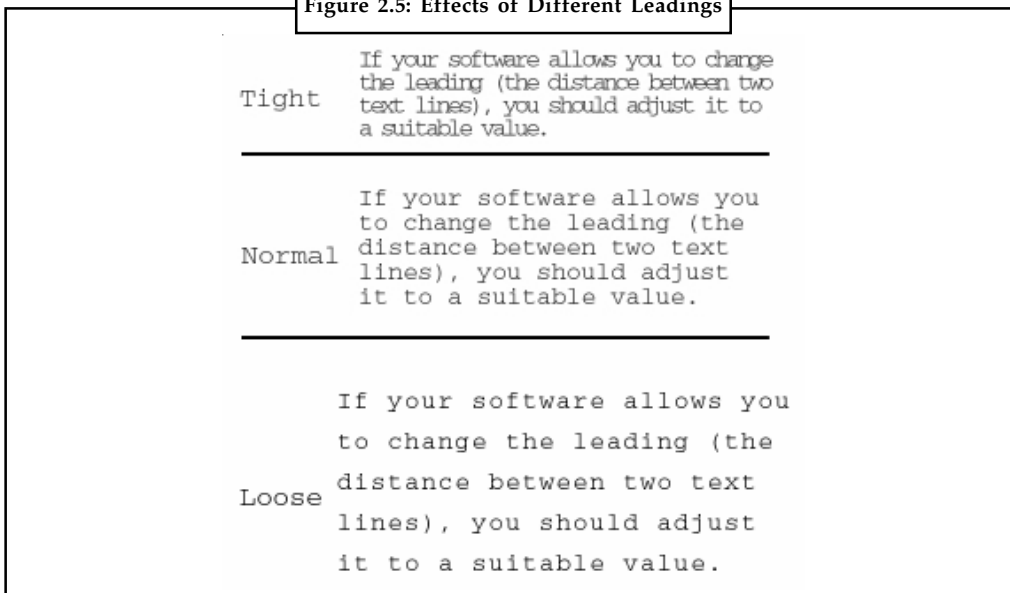 Figure 2.5: Effects of Different Leadings
Tight
If your software allows you to change
the leading (the distance between two
text lines), you should adjust it to
a suitable value.
Normal
If your software allows you
to change the leading (the
distance between two text
lines), you should adjust
it to a suitable value.
Loose
If your software allows you
to change the leading (the
distance between two text
lines), you should adjust
it to a suitable value.